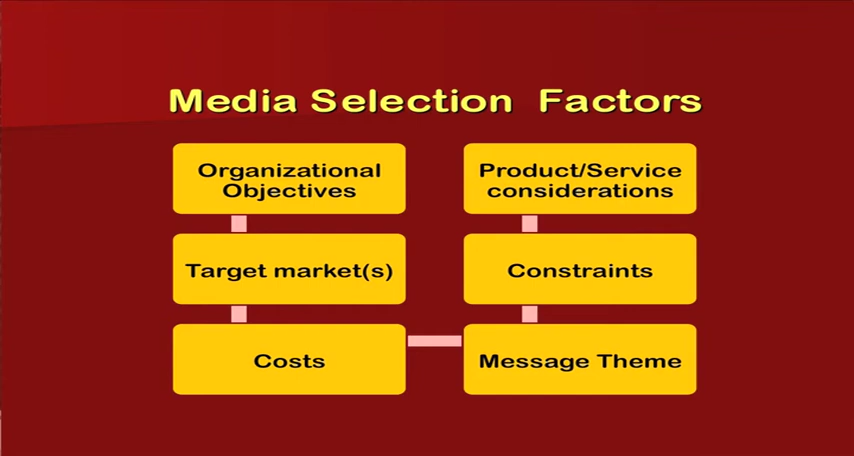 Media Selection Factors
Organizational
Objectives
Target market(s)
Costs
Product/Service
considerations
Constraints
Message Theme